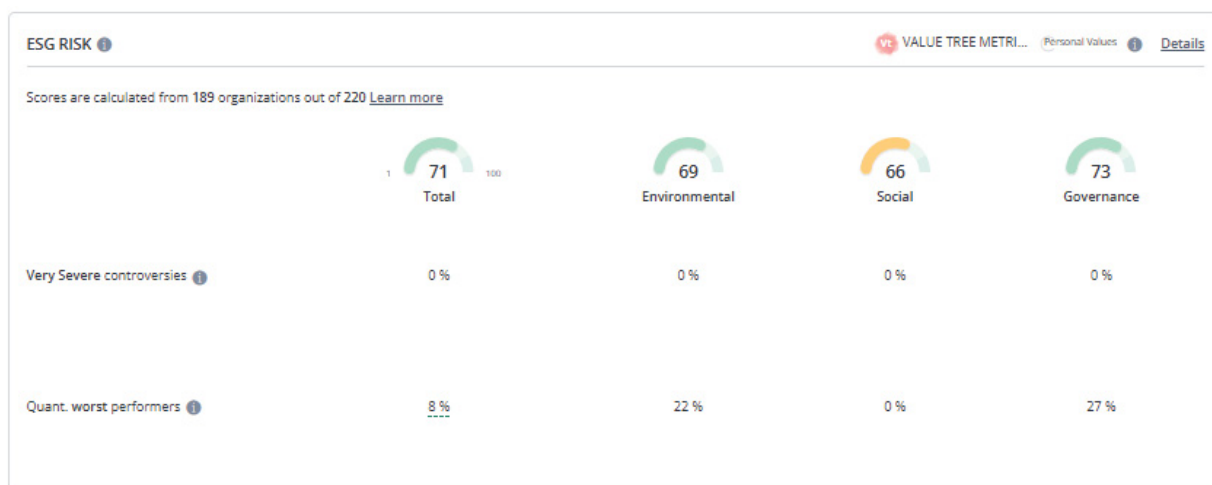 ESG RISK
Vt VALUE TREE METRI... Personal Values Details
Scores are calculated from 189 organizations out of 220 Learn more
1 71 100 69 66 73
Total Environmental Social Governance
Very Severe controversies 0 % 0 % 0 % 0 %
Quant. worst performers 8 % 22 % 0 % 27 %